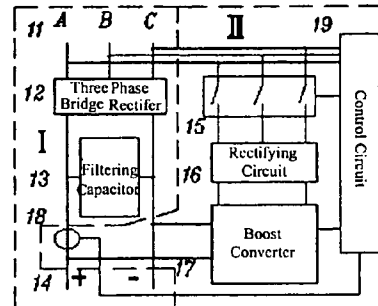 11 A B C II 19
12 Three Phase
Bridge Rectifer
Control Circuit
15
I
13 Filtering
Capacitor
16 Rectifying
Circuit
18
Boost
Converter
14 + - 17